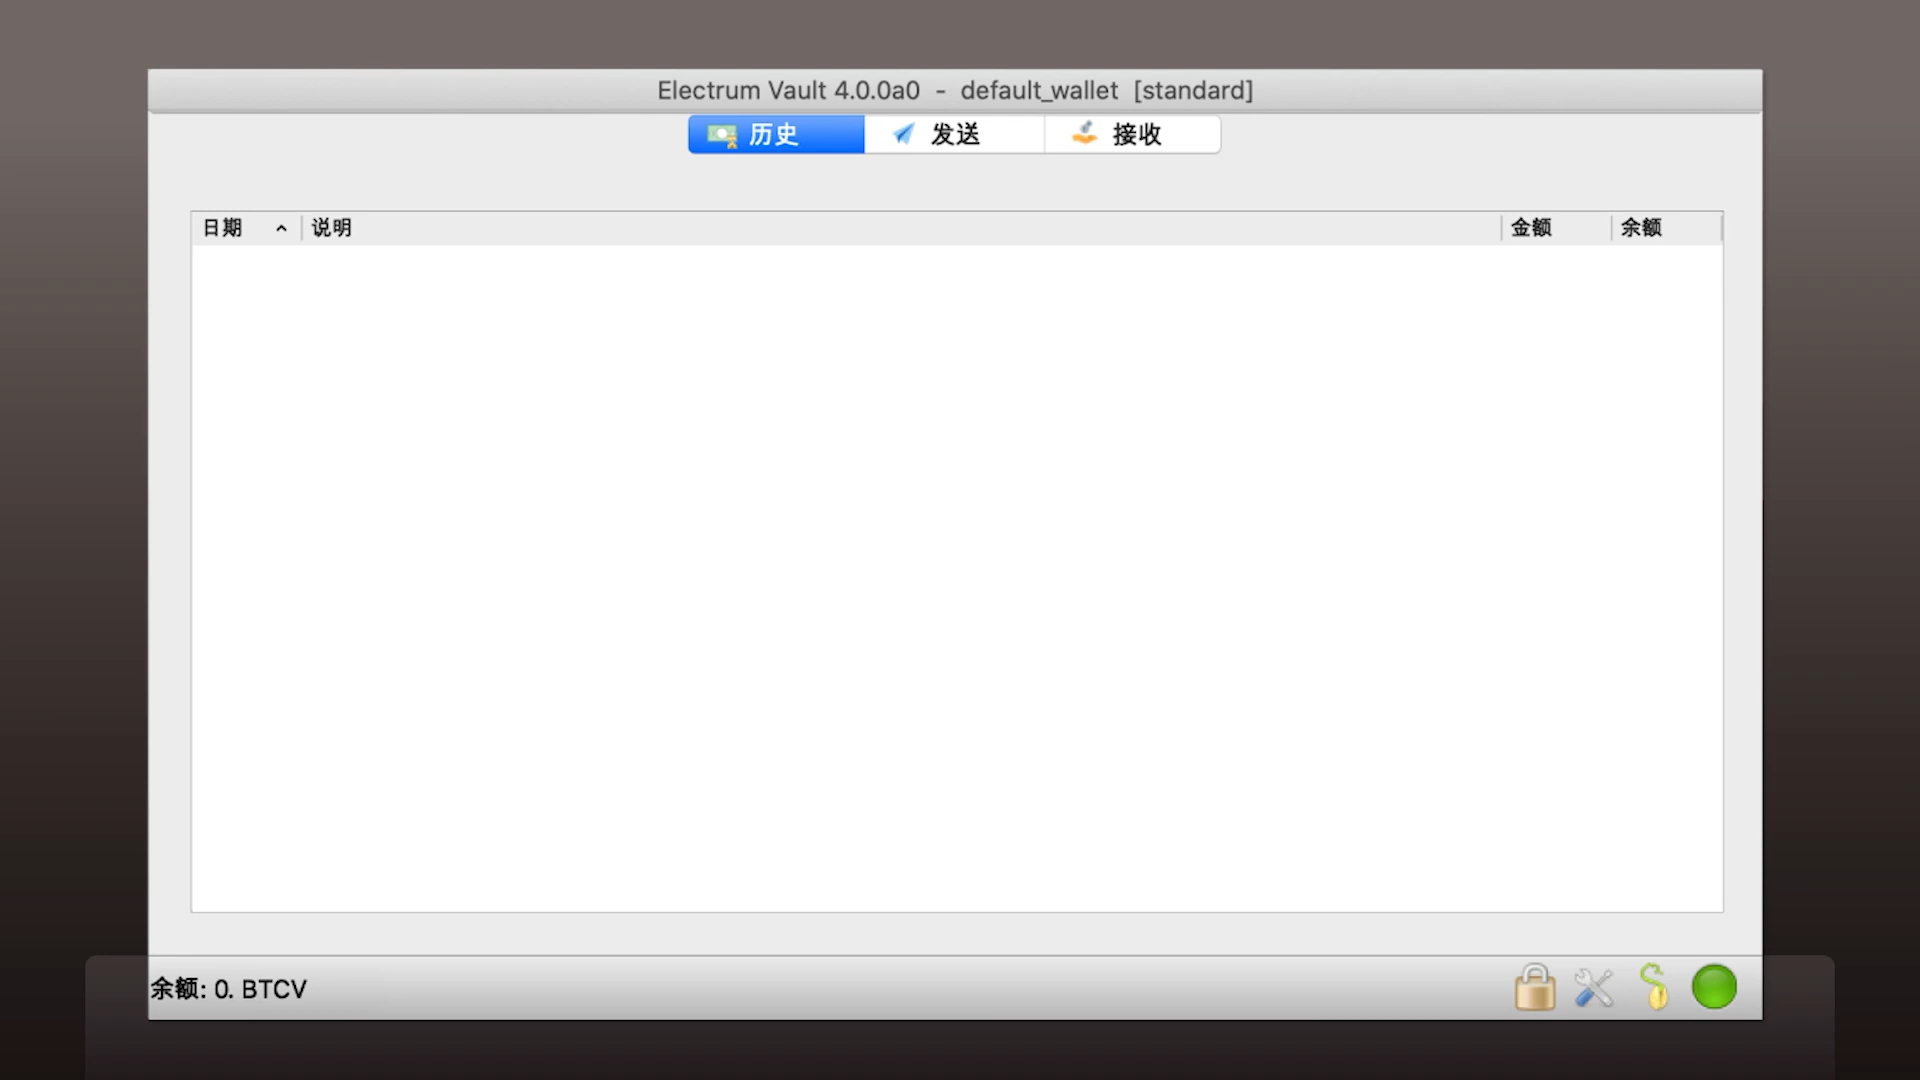 Electrum Vault 4.0.0a0 - default_wallet [standard]
历史 发送 接收
日期 说明 金额 余额
余额: 0. BTCV